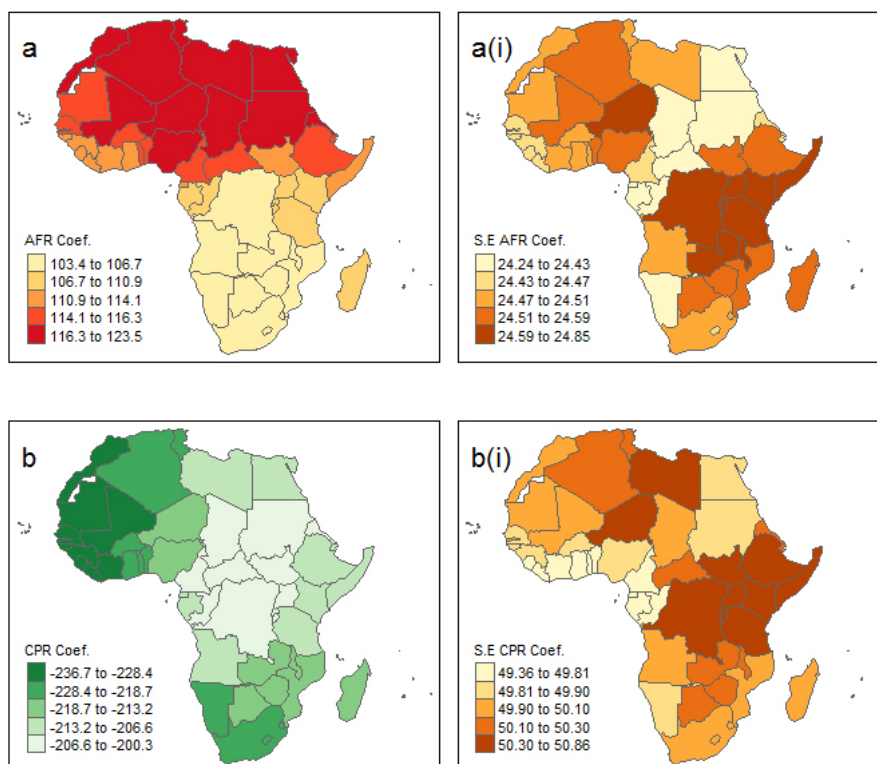 a
AFR Coef.
103.4 to 106.7
106.7 to 110.9
110.9 to 114.1
114.1 to 116.3
116.3 to 123.5
a(i)
S.E AFR Coef.
24.24 to 24.43
24.43 to 24.47
24.47 to 24.51
24.51 to 24.59
24.59 to 24.85
b
CPR Coef.
-236.7 to -228.4
-228.4 to -218.7
-218.7 to -213.2
-213.2 to -206.6
-206.6 to -200.3
b(i)
S.E CPR Coef.
49.36 to 49.81
49.81 to 49.90
49.90 to 50.10
50.10 to 50.30
50.30 to 50.86